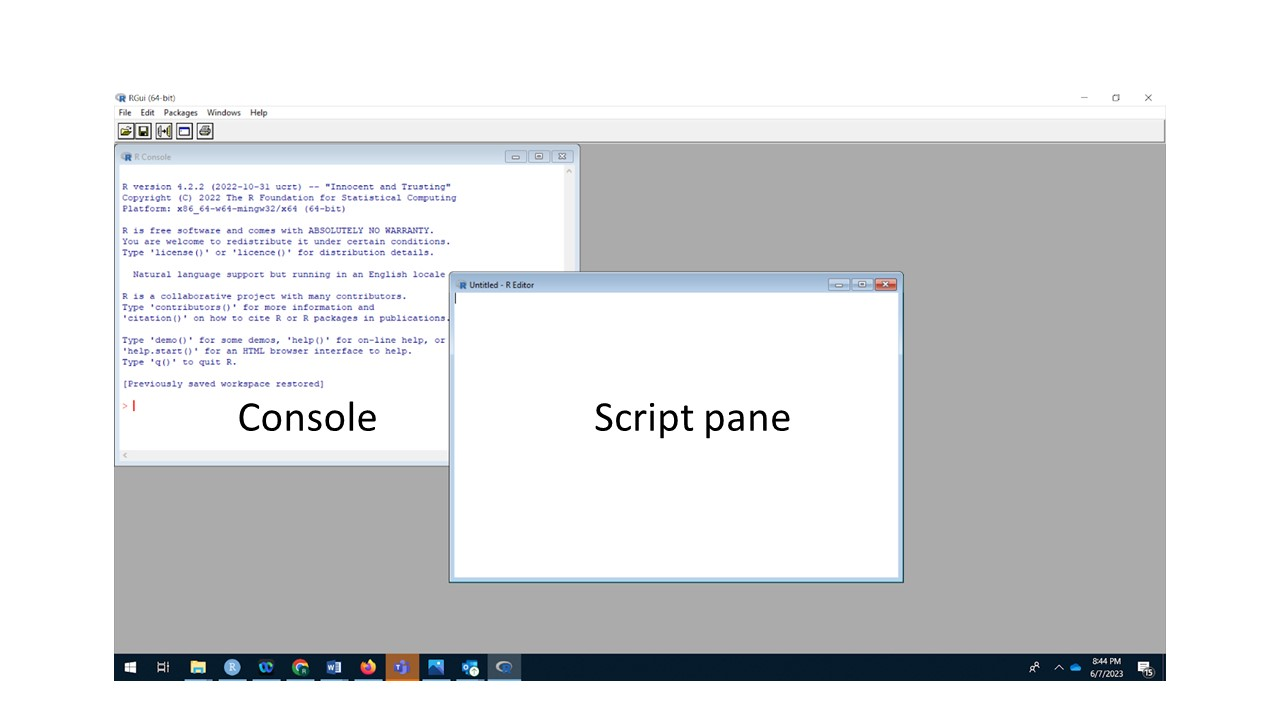 RGui (64-bit)
File Edit Packages Windows Help
R Console
R version 4.2.2 (2022-10-31 ucrt) -- "Innocent and Trusting"
Copyright (C) 2022 The R Foundation for Statistical Computing
Platform: x86_64-w64-mingw32/x64 (64-bit)
R is free software and comes with ABSOLUTELY NO WARRANTY.
You are welcome to redistribute it under certain conditions.
Type 'license()' or 'licence()' for distribution details.
Natural language support but running in an English locale
R is a collaborative project with many contributors.
Type 'contributors()' for more information and
'citation()' on how to cite R or R packages in publications.
Type 'demo()' for some demos, 'help()' for on-line help, or
'help.start()' for an HTML browser interface to help.
Type 'q()' to quit R.
[Previously saved workspace restored]
>
Console
Untitled - R Editor
Script pane
8:44 PM
6/7/2023
15